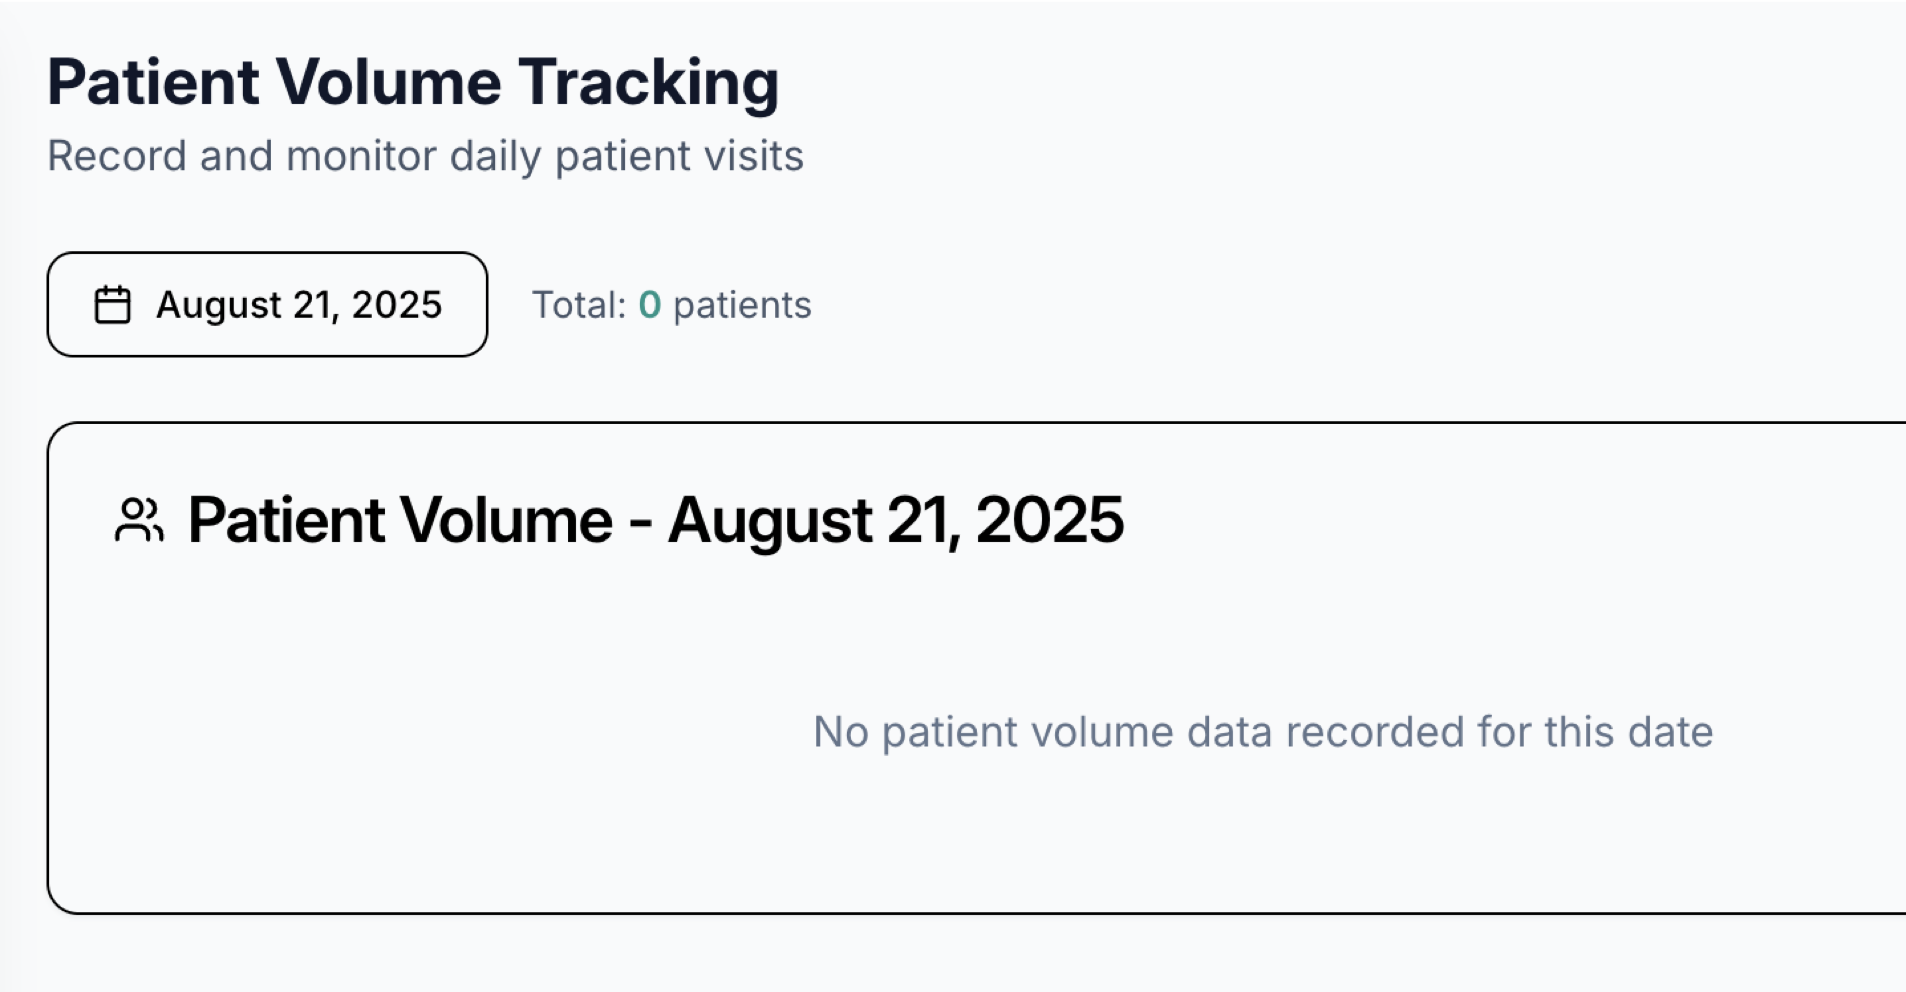 Patient Volume Tracking
Record and monitor daily patient visits
August 21, 2025
Total: 0 patients
Patient Volume - August 21, 2025
No patient volume data recorded for this date